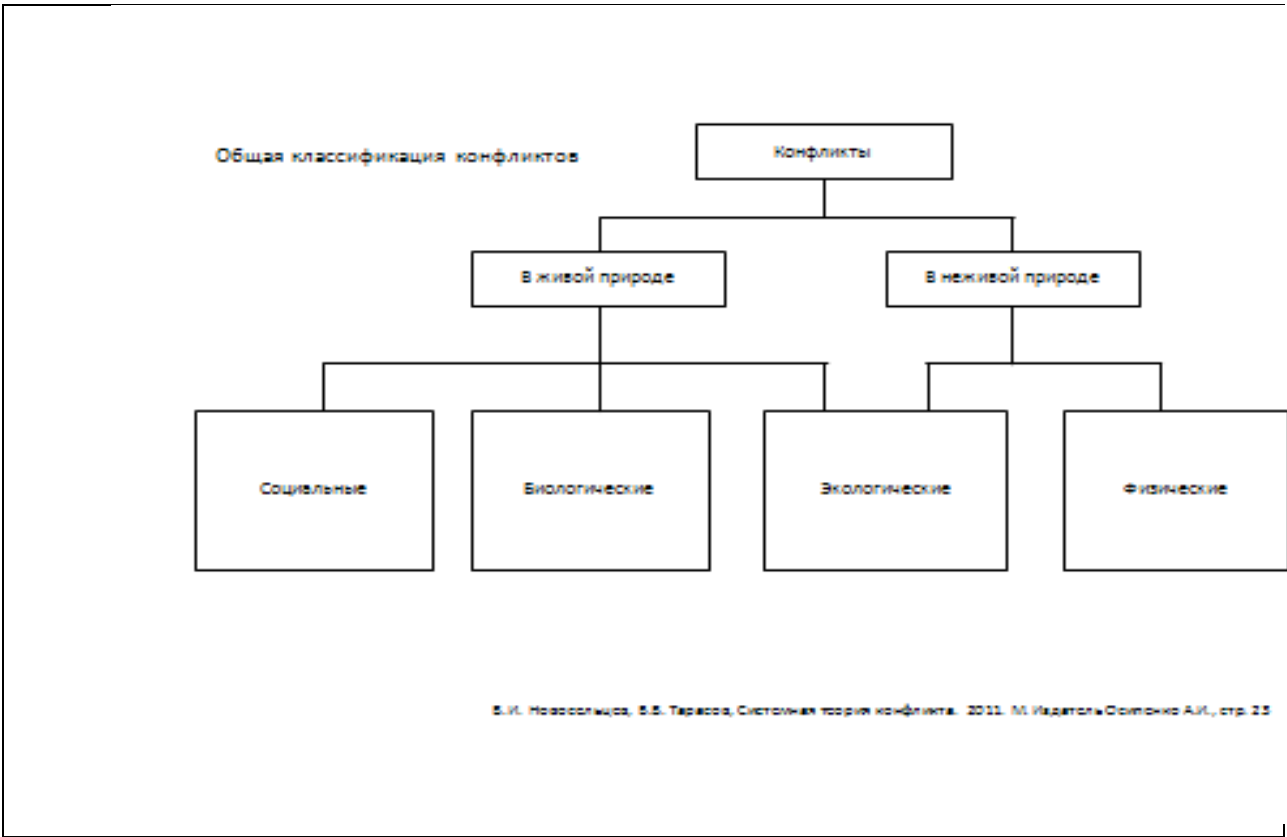 Общая классификация конфликтов
Конфликты
В живой природе
В неживой природе
Социальные
Биологические
Экологические
Физические
В.И. Новосельцев, Б.В. Тарасов, Системная теория конфликта. 2011. М. Издатель Осипенко А.И., стр. 23